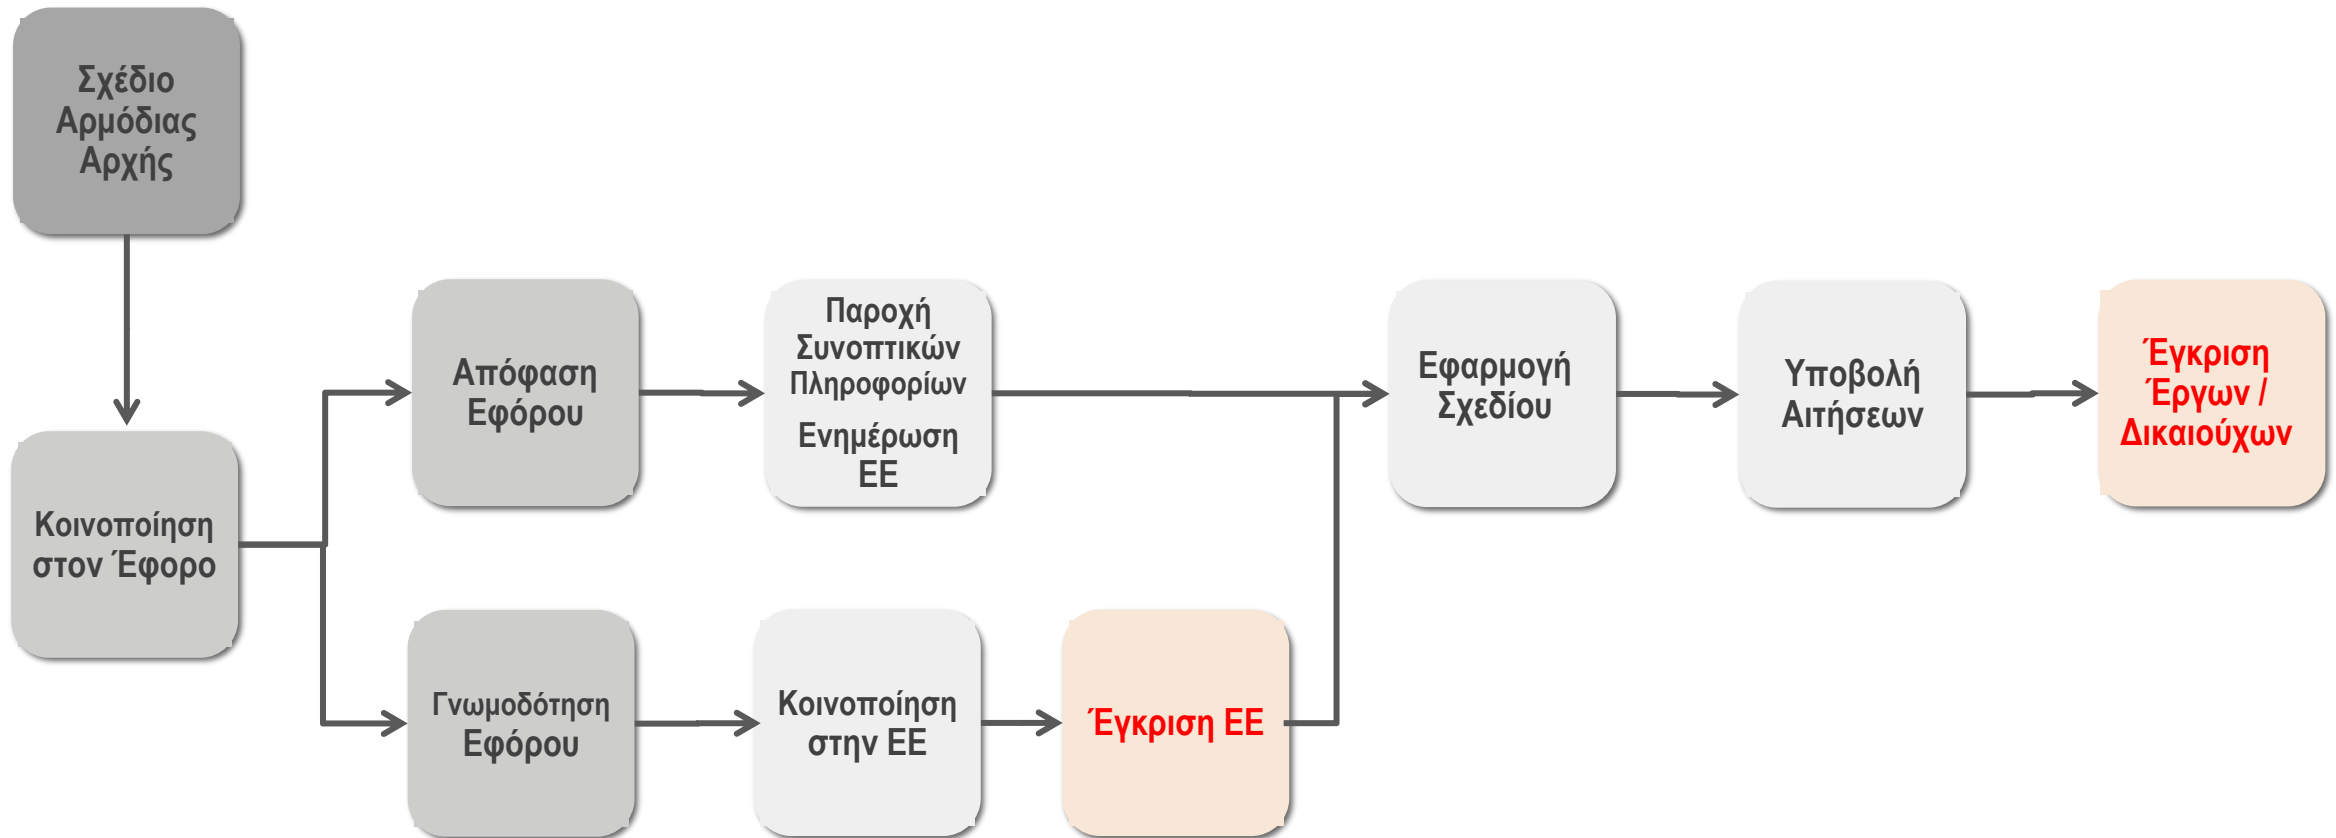 Σχέδιο
Αρμόδιας
Αρχής
Κοινοποίηση
στον Έφορο
Απόφαση
Εφόρου
Παροχή
Συνοπτικών
Πληροφορίων
Ενημέρωση
ΕΕ
Γνωμοδότηση
Εφόρου
Κοινοποίηση
στην ΕΕ
Έγκριση ΕΕ
Εφαρμογή
Σχεδίου
Υποβολή
Αιτήσεων
Έγκριση
Έργων /
Δικαιούχων